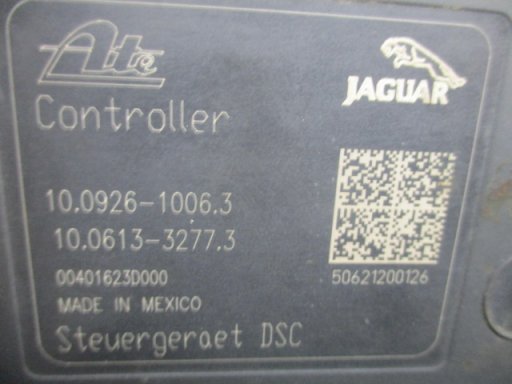 Ate
JAGUAR
Controller
10.0926-1006.3
10.0613-3277.3
00401623D000
50621200126
MADE IN MEXICO
Steuergeraet DSC